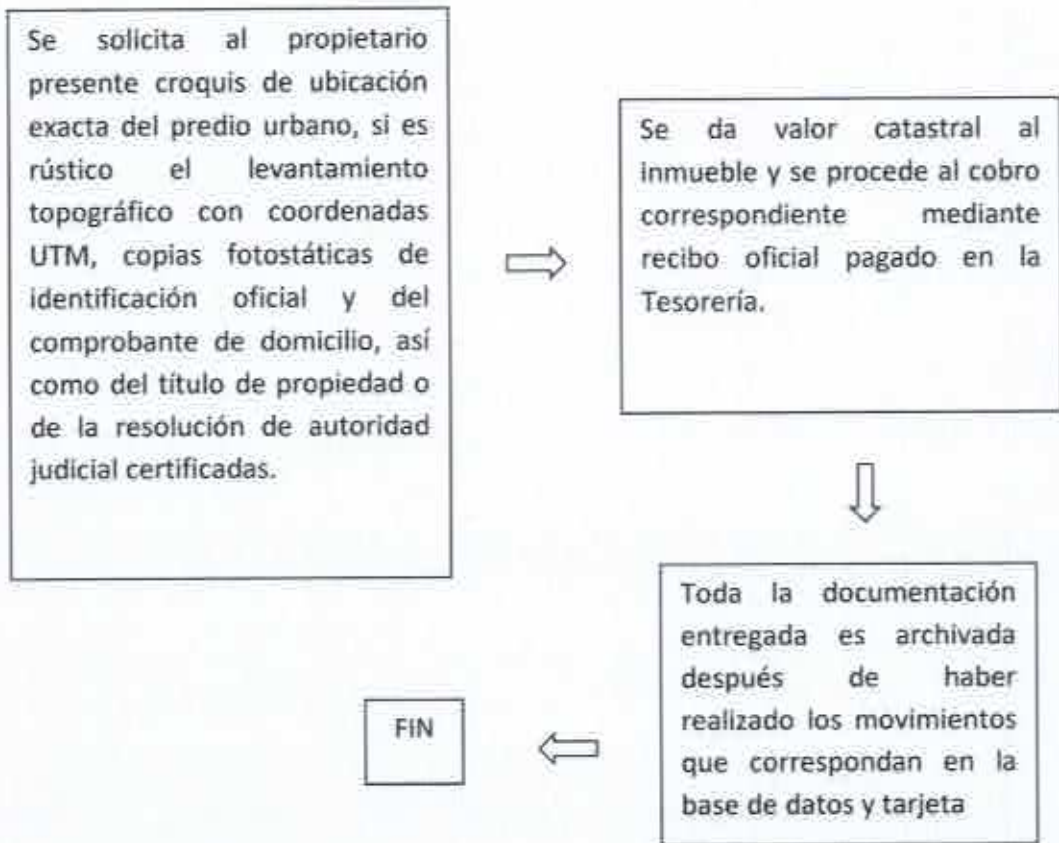 Se solicita al propietario
presente croquis de ubicación
exacta del predio urbano, si es
rústico el levantamiento
topográfico con coordenadas
UTM, copias fotostáticas de
identificación oficial y del
comprobante de domicilio, así
como del título de propiedad o
de la resolución de autoridad
judicial certificadas.
Se da valor catastral al
inmueble y se procede al cobro
correspondiente mediante
recibo oficial pagado en la
Tesorería.
Toda la documentación
entregada es archivada
después de haber
realizado los movimientos
que correspondan en la
base de datos y tarjeta
FIN